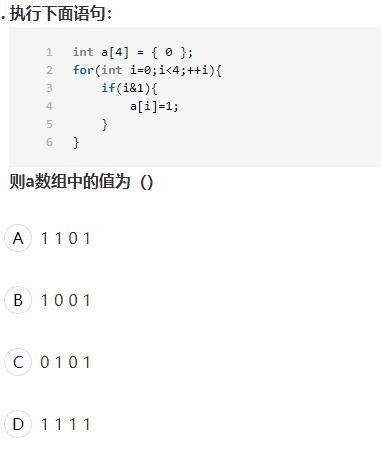 . 执行下面语句:
1 int a[4] = { 0 };
2 for(int i=0;i<4;++i){
3 if(i&1){
4 a[i]=1;
5 }
6 }
则a数组中的值为（）
A 1 1 0 1
B 1 0 0 1
C 0 1 0 1
D 1 1 1 1